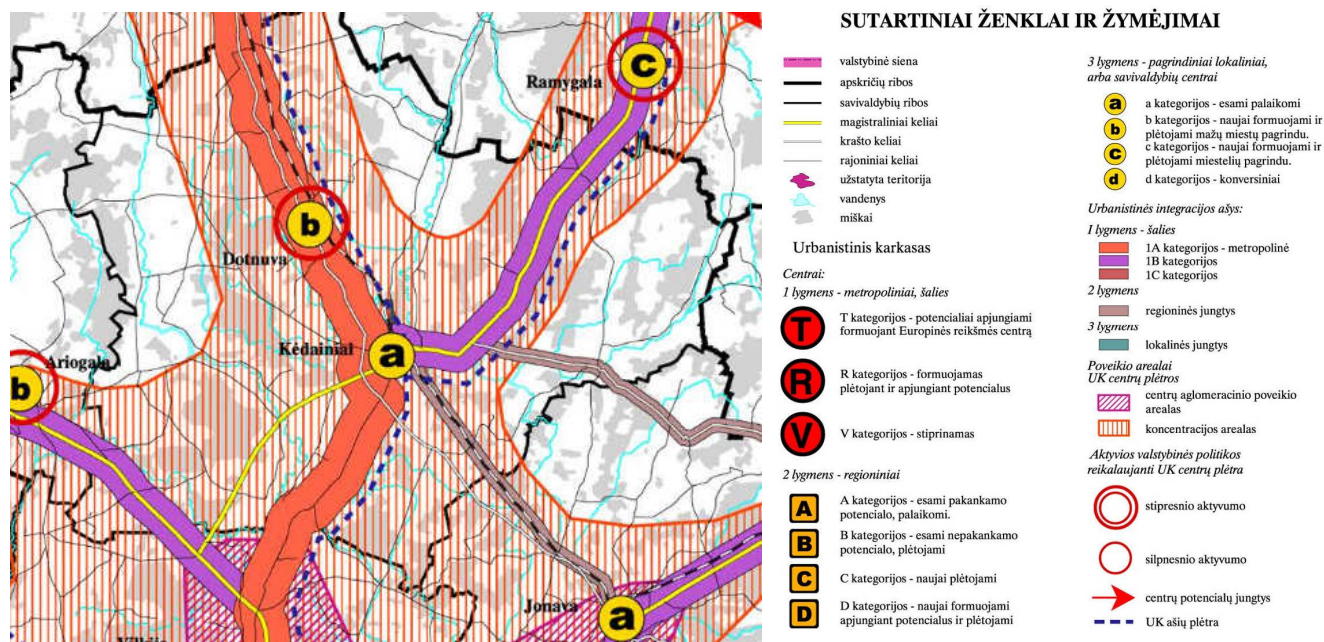 Ramygala
c
b
Dotnuva
Kėdainiai
a
Ariogala
b
Jonava
a
SUTARTINIAI ŽENKLAI IR ŽYMĖJIMAI
valstybinė siena
apskričių ribos
savivaldybių ribos
magistraliniai keliai
krašto keliai
rajoniniai keliai
užstatyta teritorija
vandenys
miškai
Urbanistinis karkasas
Centrai:
1 lygmens - metropoliniai, šalies
T
T kategorijos - potencialiai apjungiami
formuojant Europinės reikšmės centrą
R
R kategorijos - formuojamas
plėtojant ir apjungiant potencialus
V
V kategorijos - stiprinamas
2 lygmens - regioniniai
A
A kategorijos - esami pakankamo
potencialo, palaikomi.
B
B kategorijos - esami nepakankamo
potencialo, plėtojami
C
C kategorijos - naujai plėtojami
D
D kategorijos - naujai formuojami
apjungiant potencialus ir plėtojami
3 lygmens - pagrindiniai lokaliniai,
arba savivaldybių centrai
a
a kategorijos - esami palaikomi
b
b kategorijos - naujai formuojami ir
plėtojami mažų miestų pagrindu.
c
c kategorijos - naujai formuojami ir
plėtojami miestelių pagrindu.
d
d kategorijos - konversiniai
Urbanistinės integracijos ašys:
I lygmens - šalies
1A kategorijos - metropolinė
1B kategorijos
1C kategorijos
2 lygmens
regioninės jungtys
3 lygmens
lokalinės jungtys
Poveikio arealai
UK centrų plėtros
centrų aglomeracinio poveikio
arealas
koncentracijos arealas
Aktyvios valstybinės politikos
reikalaujanti UK centrų plėtra
stipresnio aktyvumo
silpnesnio aktyvumo
centrų potencialų jungtys
UK ašių plėtra